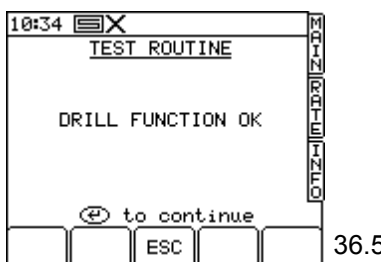 10:34
TEST ROUTINE
DRILL FUNCTION OK
to continue
ESC
MAIN
RATE
INFO
36.5